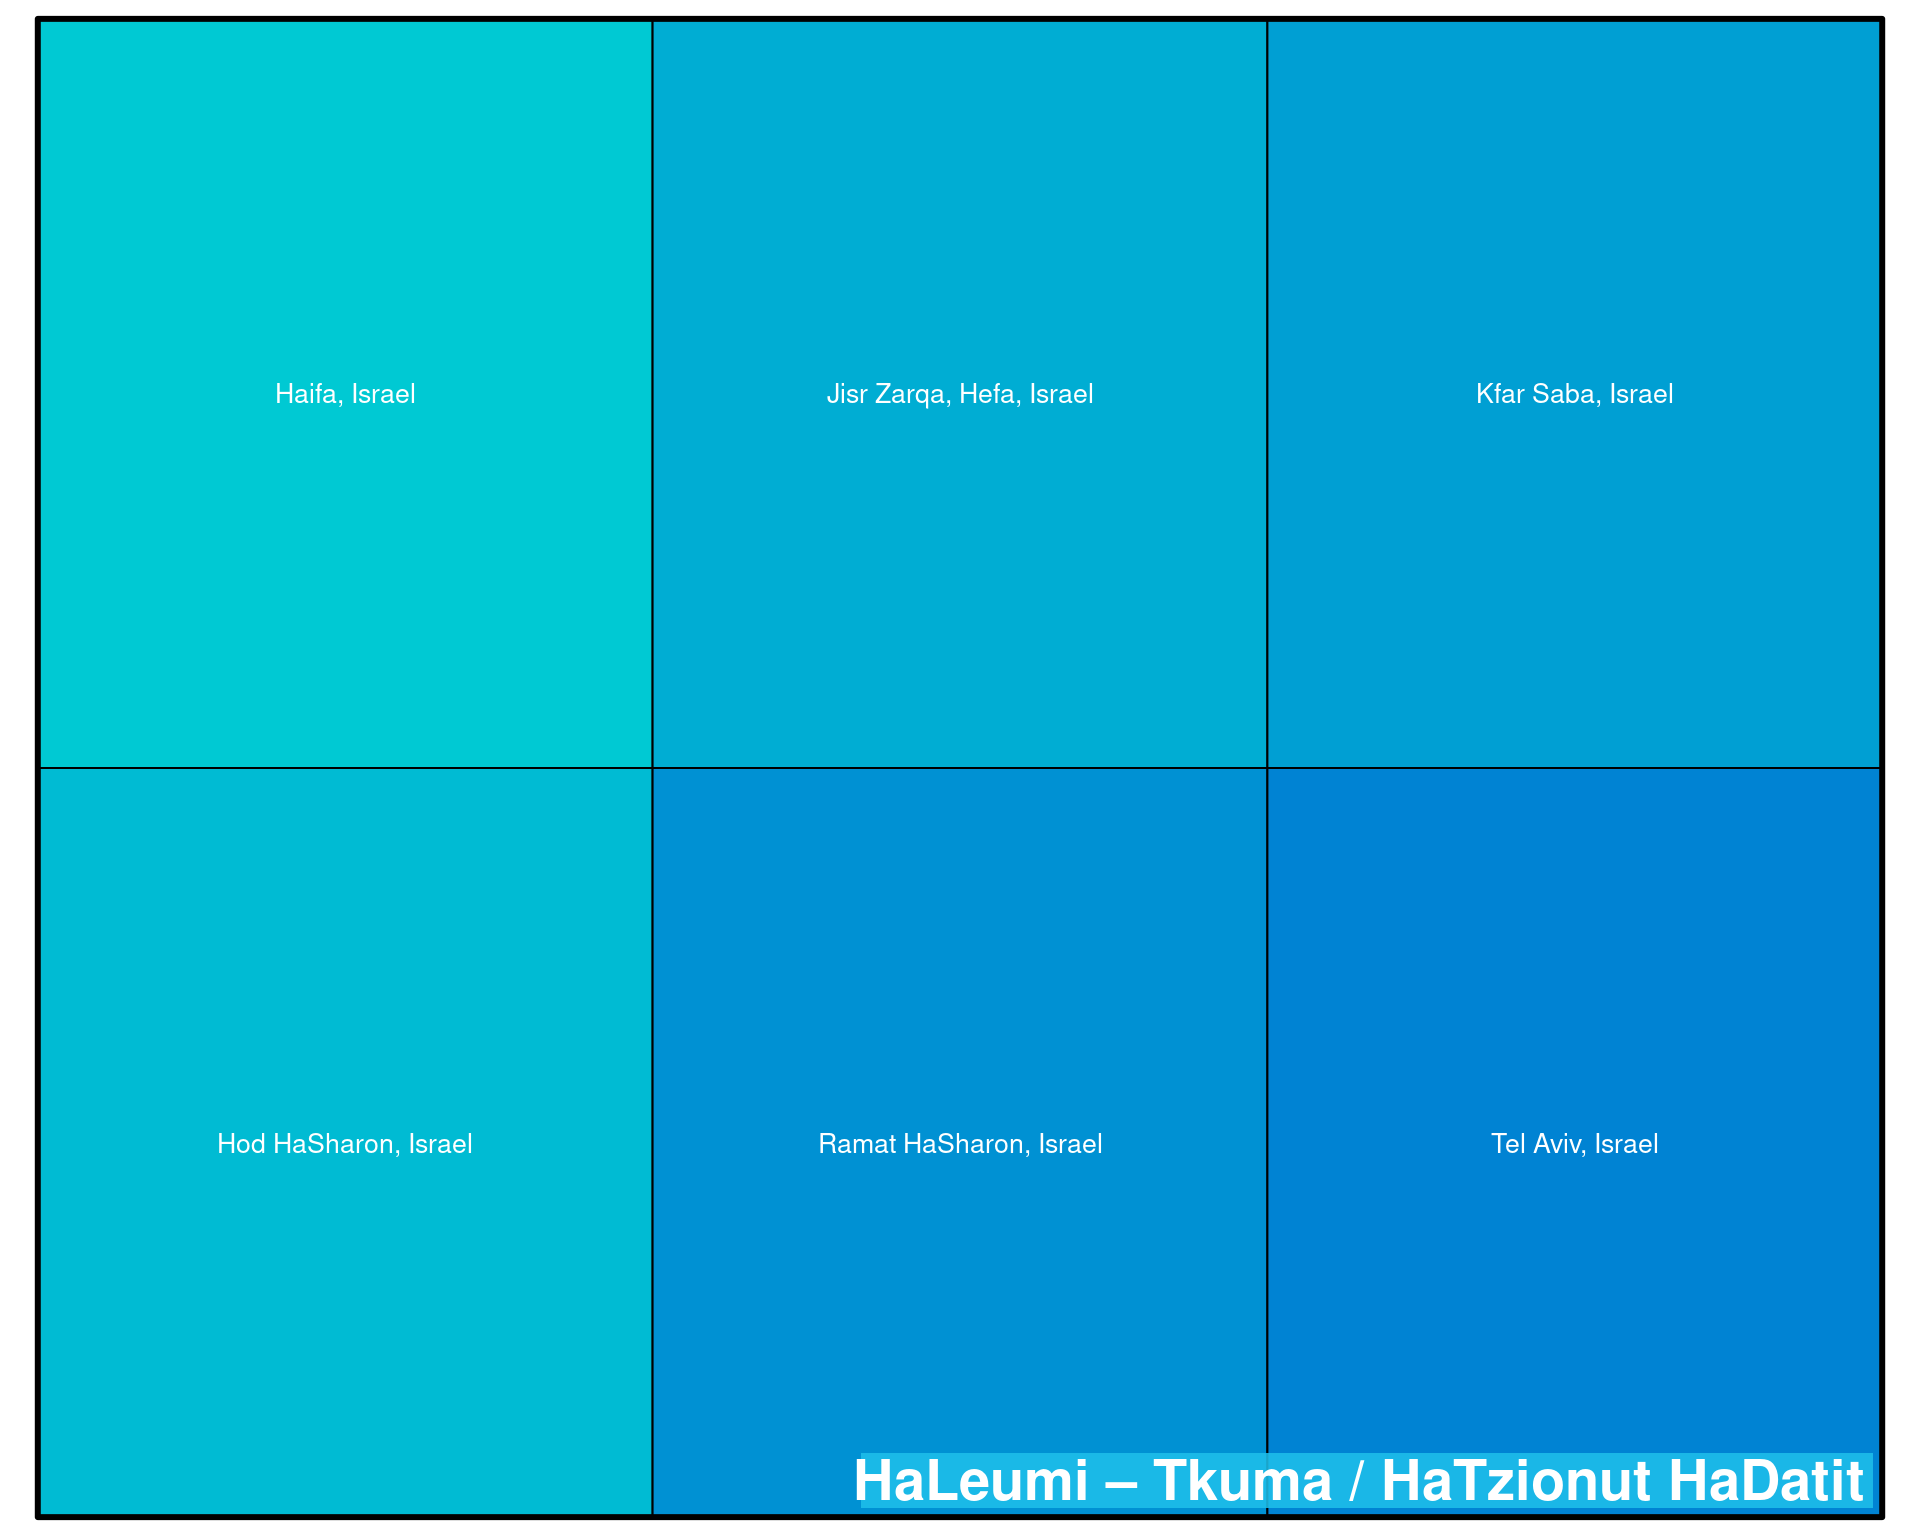 Haifa, Israel
Jisr Zarqa, Hefa, Israel
Kfar Saba, Israel
Hod HaSharon, Israel
Ramat HaSharon, Israel
Tel Aviv, Israel
HaLeumi – Tkuma / HaTzionut HaDatit